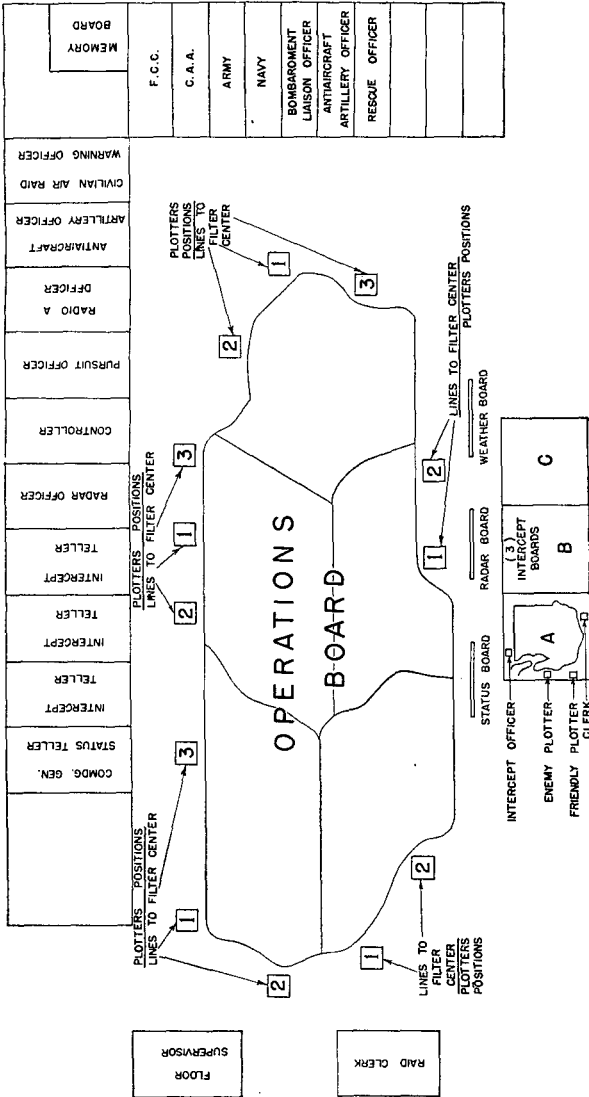 MEMORY
BOARD
F.C.C.
C.A.A.
ARMY
NAVY
BOMBAROMENT
LIAISON OFFICER
ANTIAIRCRAFT
ARTILLERY OFFICER
RESCUE OFFICER
CIVILIAN AIR RAID
WARNING OFFICER
ANTIAIRCRAFT
ARTILLERY OFFICER
RADIO A
OFFICER
PURSUIT OFFICER
CONTROLLER
RADAR OFFICER
INTERCEPT
TELLER
INTERCEPT
TELLER
INTERCEPT
TELLER
COMDG. GEN.
STATUS TELLER
PLOTTERS
POSITIONS
LINES TO
FILTER
CENTER
2
1
3
PLOTTERS POSITIONS
LINES TO FILTER CENTER
3
1
2
PLOTTERS POSITIONS
LINES TO FILTER CENTER
3
1
2
OPERATIONS
BOARD
LINES TO FILTER CENTER
PLOTTERS POSITIONS
2
1
LINES TO
FILTER
CENTER
PLOTTERS
POSITIONS
2
1
WEATHER BOARD
RADAR BOARD
STATUS BOARD
C
(3)
INTERCEPT
BOARDS
B
A
INTERCEPT OFFICER
ENEMY PLOTTER
FRIENDLY PLOTTER
CLERK
FLOOR
SUPERVISOR
RAID CLERK